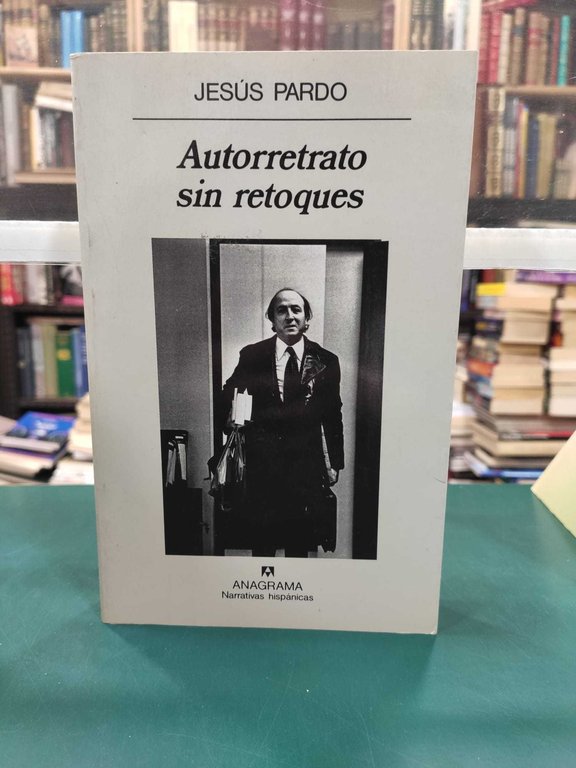 JESÚS PARDO
Autorretrato
sin retoques
ANAGRAMA
Narrativas hispánicas